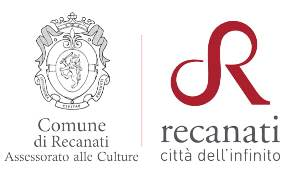 Comune
di Recanati
Assessorato alle Culture
recanati
città dell'infinito